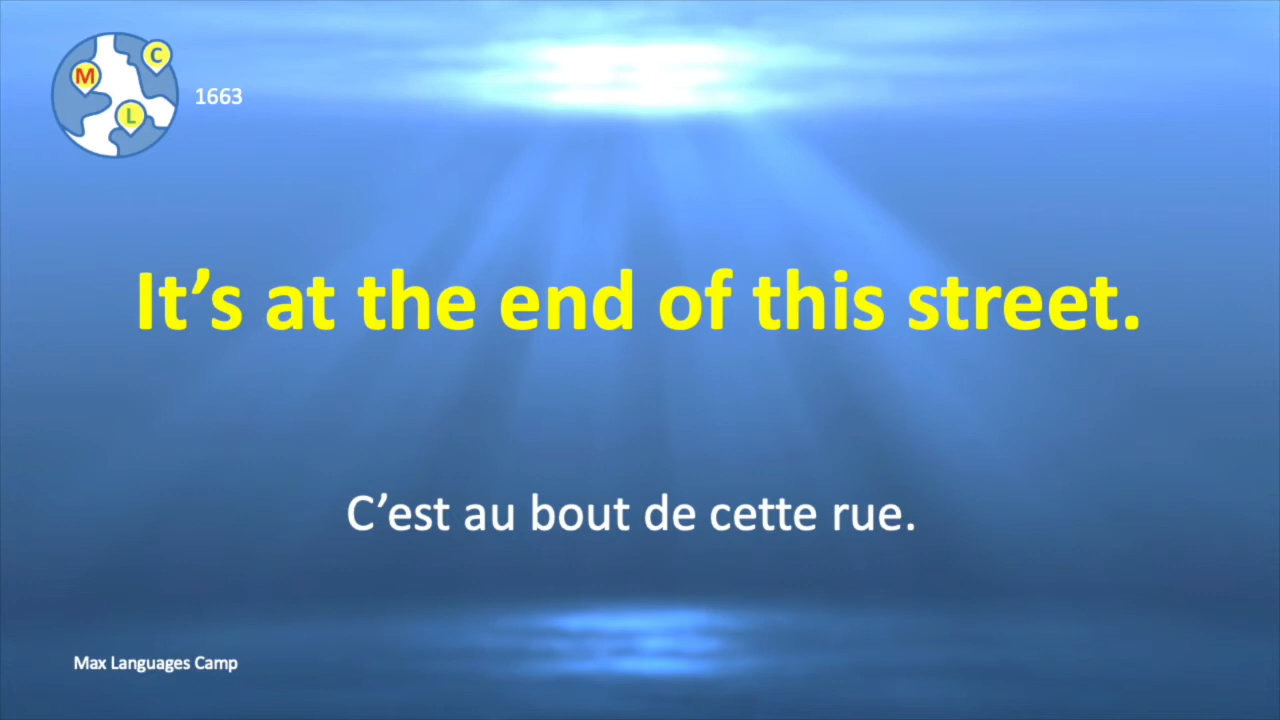 M
C
L
1663
It’s at the end of this street.
C’est au bout de cette rue.
Max Languages Camp